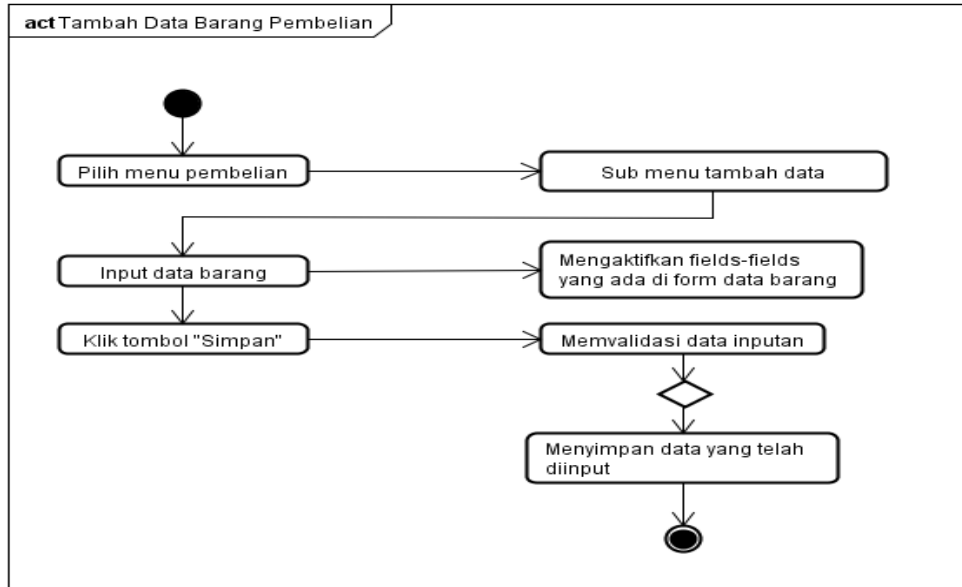 act Tambah Data Barang Pembelian
Pilih menu pembelian
Sub menu tambah data
Input data barang
Mengaktifkan fields-fields
yang ada di form data barang
Klik tombol "Simpan"
Memvalidasi data inputan
Menyimpan data yang telah
diinput